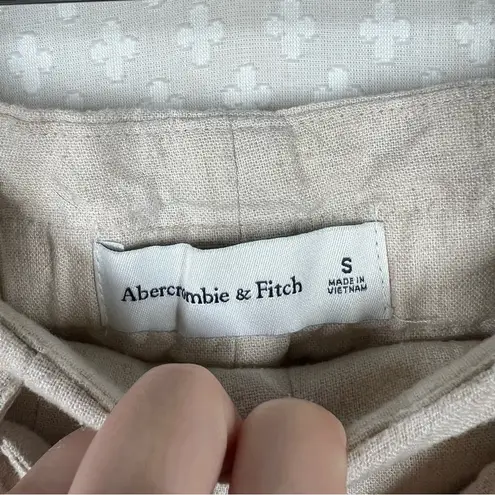 Abercrombie & Fitch
S
MADE IN
VIETNAM